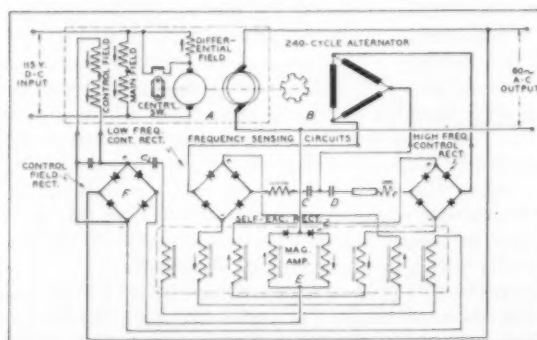 DIFFER-
ENTIAL
FIELD
240-CYCLE ALTERNATOR
115 V.
D-C
INPUT
CONTROL
FIELD
MAIN
FIELD
CENTR'L.
SW.
A
B
60~
A-C
OUTPUT
LOW FREQ.
CONT. RECT.
FREQUENCY SENSING CIRCUITS
HIGH FREQ.
CONTROL
RECT.
CONTROL
FIELD
RECT.
F
C
D
SELF-EXC. RECT.
MAG.
AMP.
E